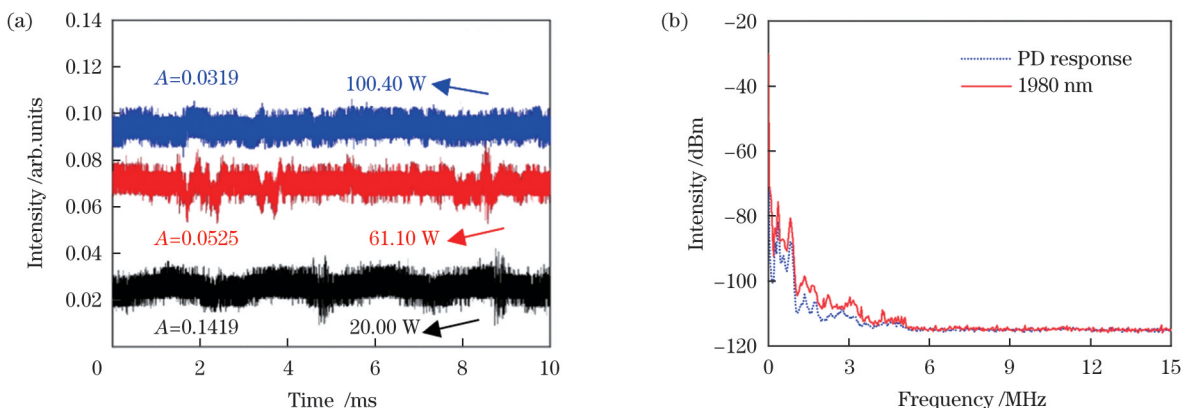 (a)
Intensity /arb.units
0.14
0.12
0.10
0.08
0.06
0.04
0.02
A=0.0319
100.40 W
A=0.0525
61.10 W
A=0.1419
20.00 W
0
2
4
6
8
10
Time /ms
(b)
Intensity /dBm
−20
−40
−60
−80
−100
−120
PD response
1980 nm
0
3
6
9
12
15
Frequency /MHz